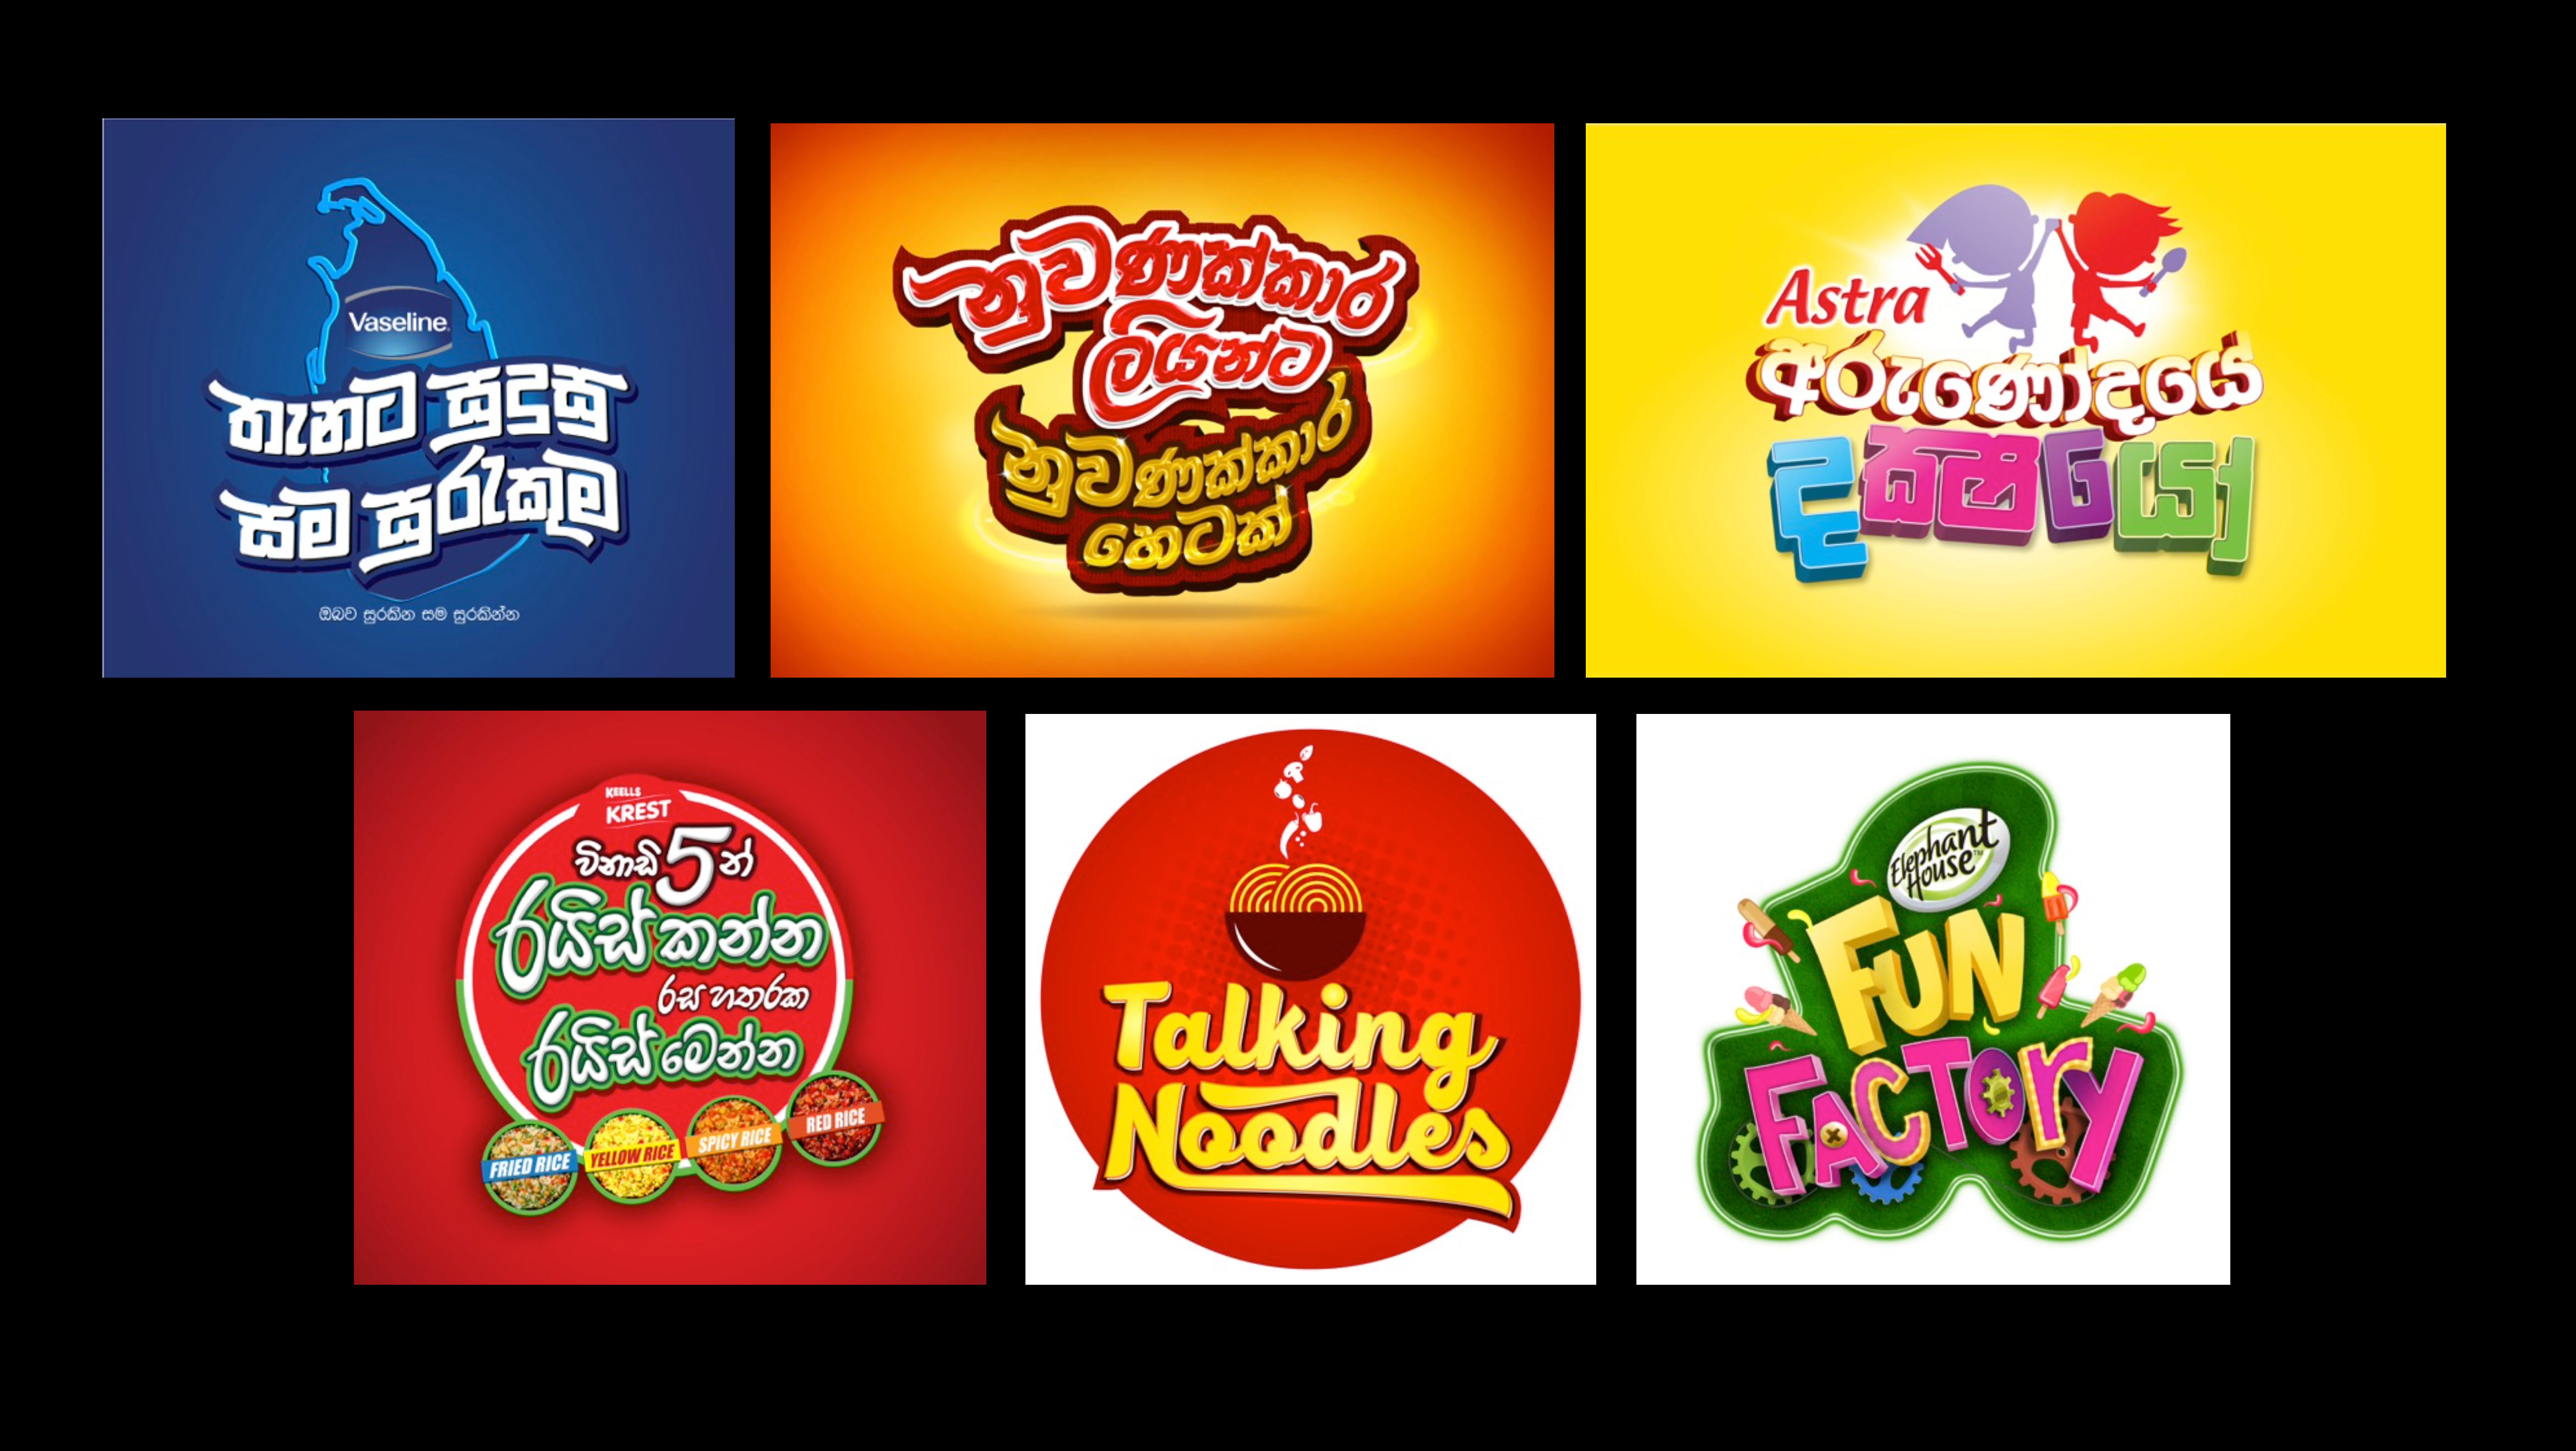 Vaseline.
තැනට සුදුසු
සම සුරැකුම
ඔබව සුරකින සම සුරකින්න
නුවණක්කාර
ලියන්ට
නුවණක්කාර
හෙටක්
Astra
අරුණෝදයේ
දක්ෂයෝ
KEELLS
KREST
විනාඩි 5න්
රයිස් කන්න
රස හතරක
රයිස් මෙන්න
FRIED RICE
YELLOW RICE
SPICY RICE
RED RICE
Talking
Noodles
Elephant
House™
FUN
FACTORY